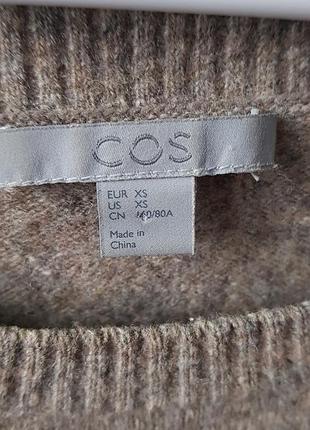 COS
EUR XS
US XS
CN 160/80A
Made in
China